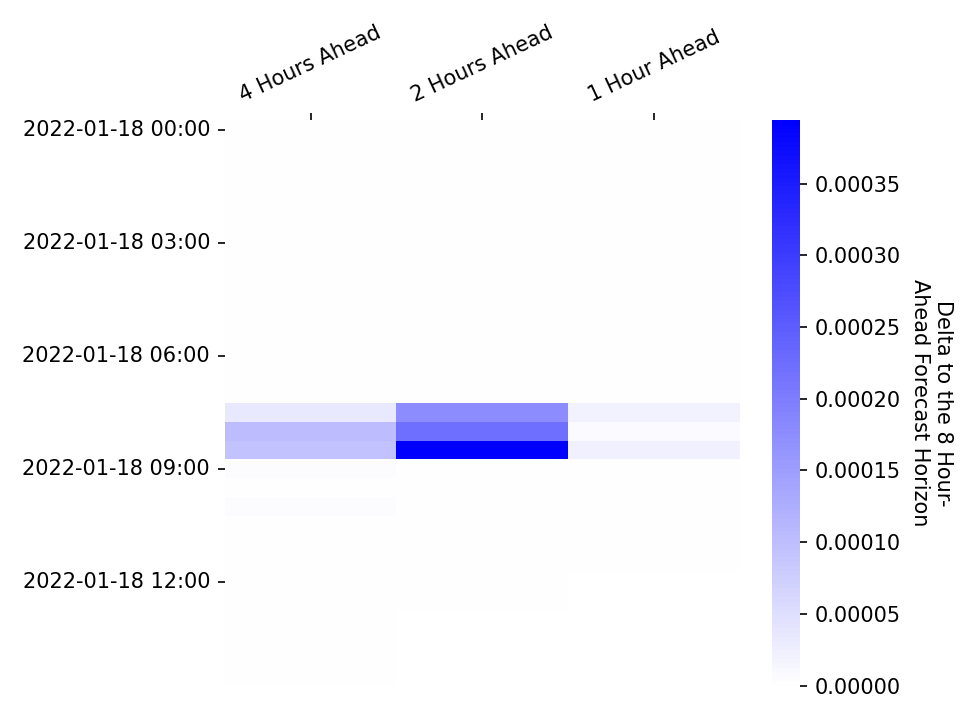 4 Hours Ahead
2 Hours Ahead
1 Hour Ahead
2022-01-18 00:00
2022-01-18 03:00
2022-01-18 06:00
2022-01-18 09:00
2022-01-18 12:00
0.00035
0.00030
0.00025
0.00020
0.00015
0.00010
0.00005
0.00000
Delta to the 8 Hour-
Ahead Forecast Horizon